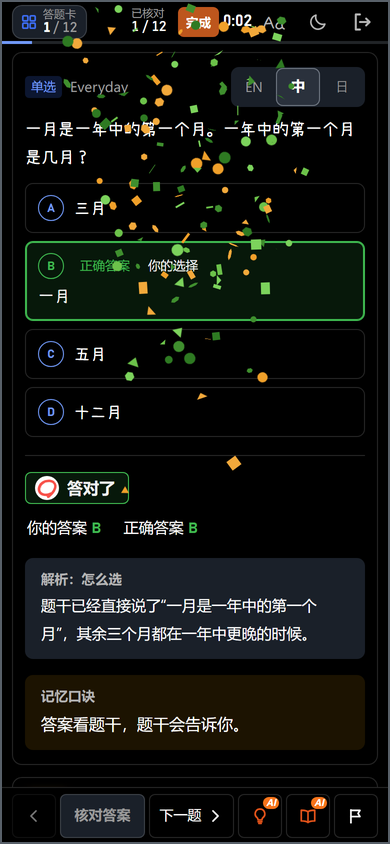 答题卡
1 / 12
已核对
1 / 12
完成
0:02
Aa
单选
Everyday
EN
中
日
一月是一年中的第一个月。一年中的第一个月
是几月？
A
三月
B
正确答案
你的选择
一月
C
五月
D
十二月
答对了
你的答案 B
正确答案 B
解析：怎么选
题干已经直接说了“一月是一年中的第一个
月”，其余三个月都在一年中更晚的时候。
记忆口诀
答案看题干，题干会告诉你。
核对答案
下一题
AI
AI